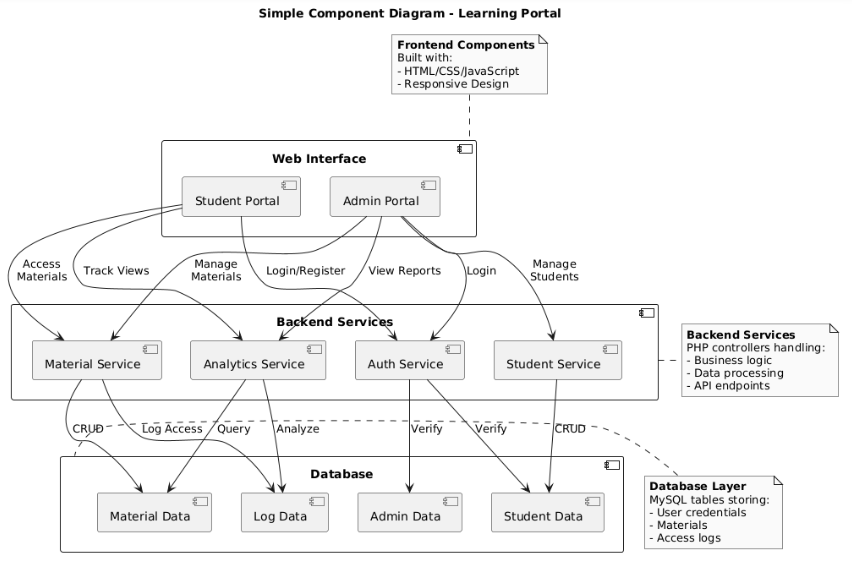 Simple Component Diagram - Learning Portal
Frontend Components
Built with:
- HTML/CSS/JavaScript
- Responsive Design
Web Interface
Student Portal
Admin Portal
Access
Materials
Track Views
Manage
Materials
Login/Register
View Reports
Login
Manage
Students
Backend Services
Material Service
Analytics Service
Auth Service
Student Service
Backend Services
PHP controllers handling:
- Business logic
- Data processing
- API endpoints
CRUD
Log Access
Query
Analyze
Verify
Verify
CRUD
Database
Material Data
Log Data
Admin Data
Student Data
Database Layer
MySQL tables storing:
- User credentials
- Materials
- Access logs